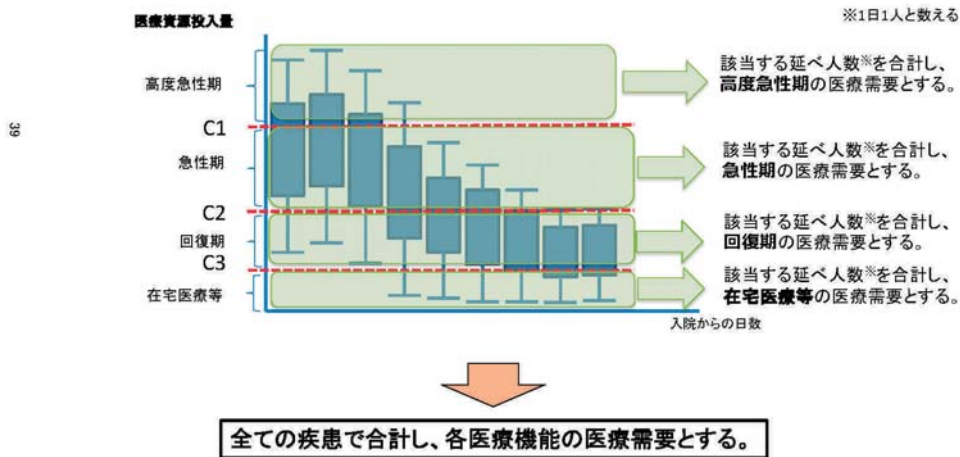 医療資源投入量
※1日1人と数える
高度急性期
C1
急性期
C2
回復期
C3
在宅医療等
該当する延べ人数※を合計し、
高度急性期の医療需要とする。
該当する延べ人数※を合計し、
急性期の医療需要とする。
該当する延べ人数※を合計し、
回復期の医療需要とする。
該当する延べ人数※を合計し、
在宅医療等の医療需要とする。
入院からの日数
39
全ての疾患で合計し、各医療機能の医療需要とする。